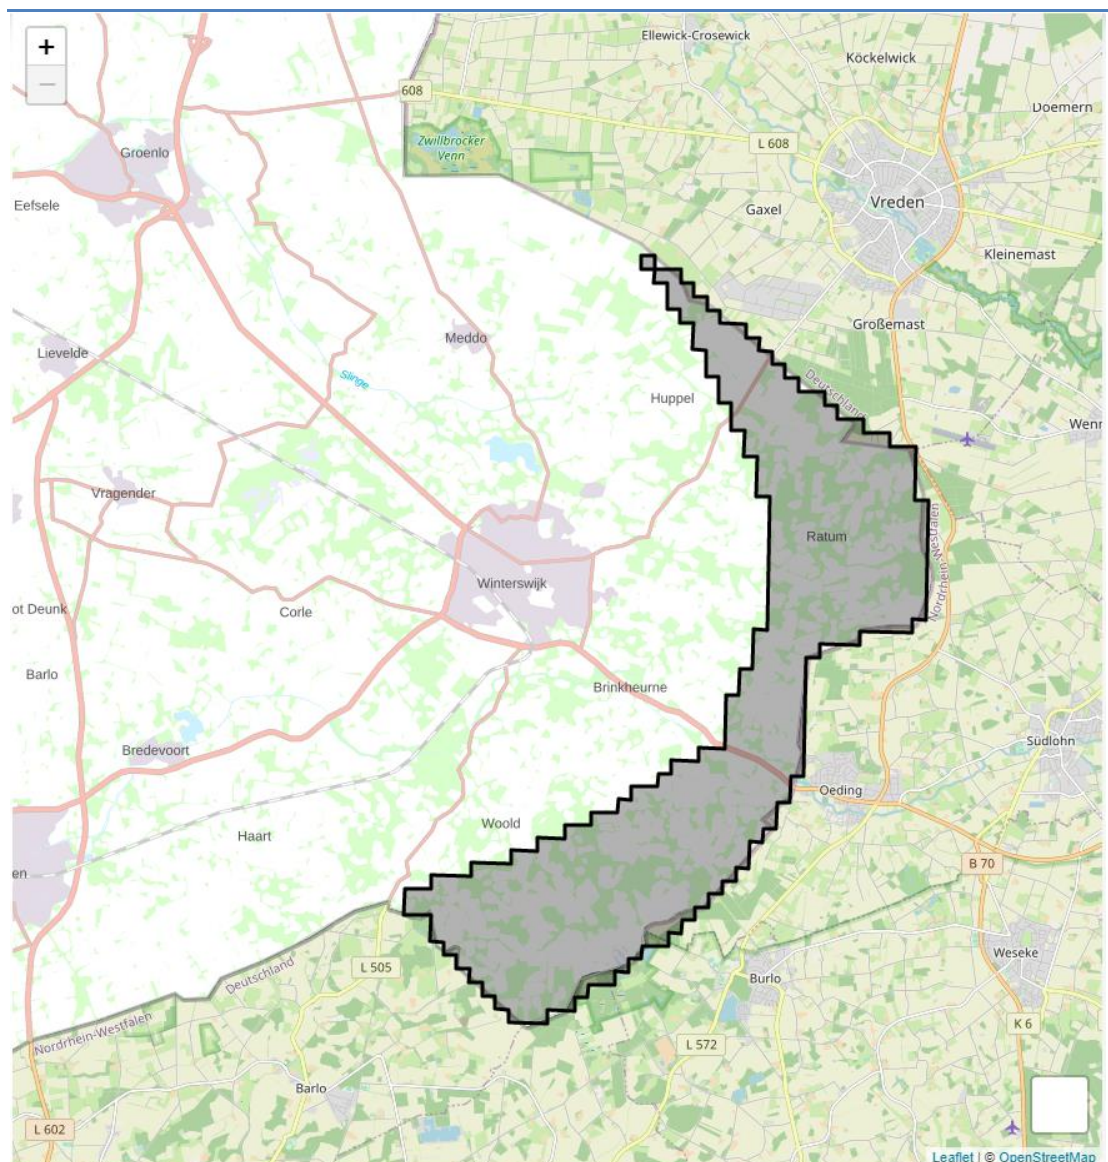 +
−
Ellewick-Crosewick
Köckelwick
608
Doemern
Zwillbrocker
Venn
L 608
Groenlo
Eefsele
Vreden
Gaxel
Kleinemast
Großemast
Meddo
Lievelde
Slinge
Huppel
Deutschland
Wenn
Vragender
Nordrhein-Westfalen
Ratum
Winterswijk
ot Deunk
Corle
Barlo
Brinkheurne
Südlohn
Bredevoort
Oeding
Woold
Haart
B 70
en
Weseke
L 505
Deutschland
Burlo
K 6
Nordrhein-Westfalen
L 572
Barlo
L 602
Leaflet | © OpenStreetMap